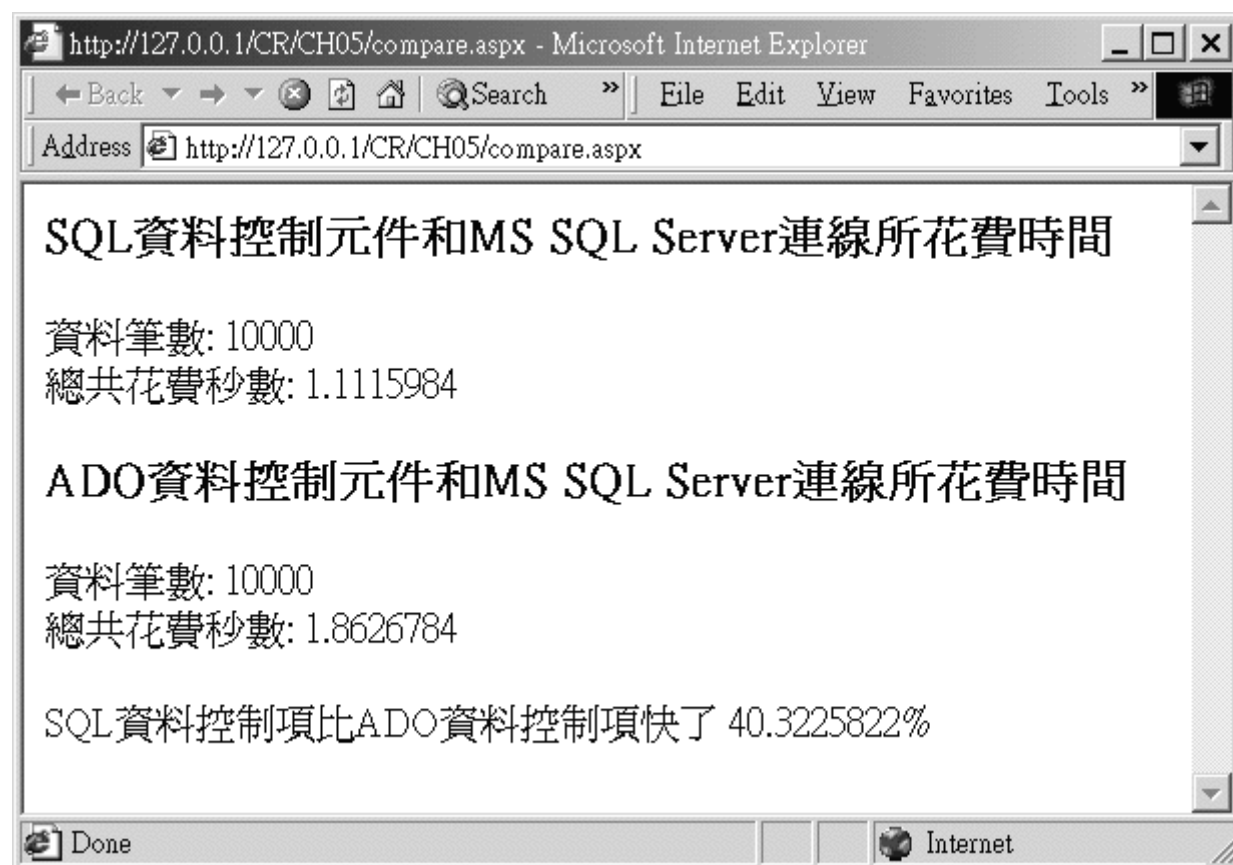 http://127.0.0.1/CR/CH05/compare.aspx - Microsoft Internet Explorer
Back Search » File Edit View Favorites Tools »
Address http://127.0.0.1/CR/CH05/compare.aspx
SQL資料控制元件和MS SQL Server連線所花費時間
資料筆數: 10000
總共花費秒數: 1.1115984
ADO資料控制元件和MS SQL Server連線所花費時間
資料筆數: 10000
總共花費秒數: 1.8626784
SQL資料控制項比ADO資料控制項快了 40.3225822%
Done Internet